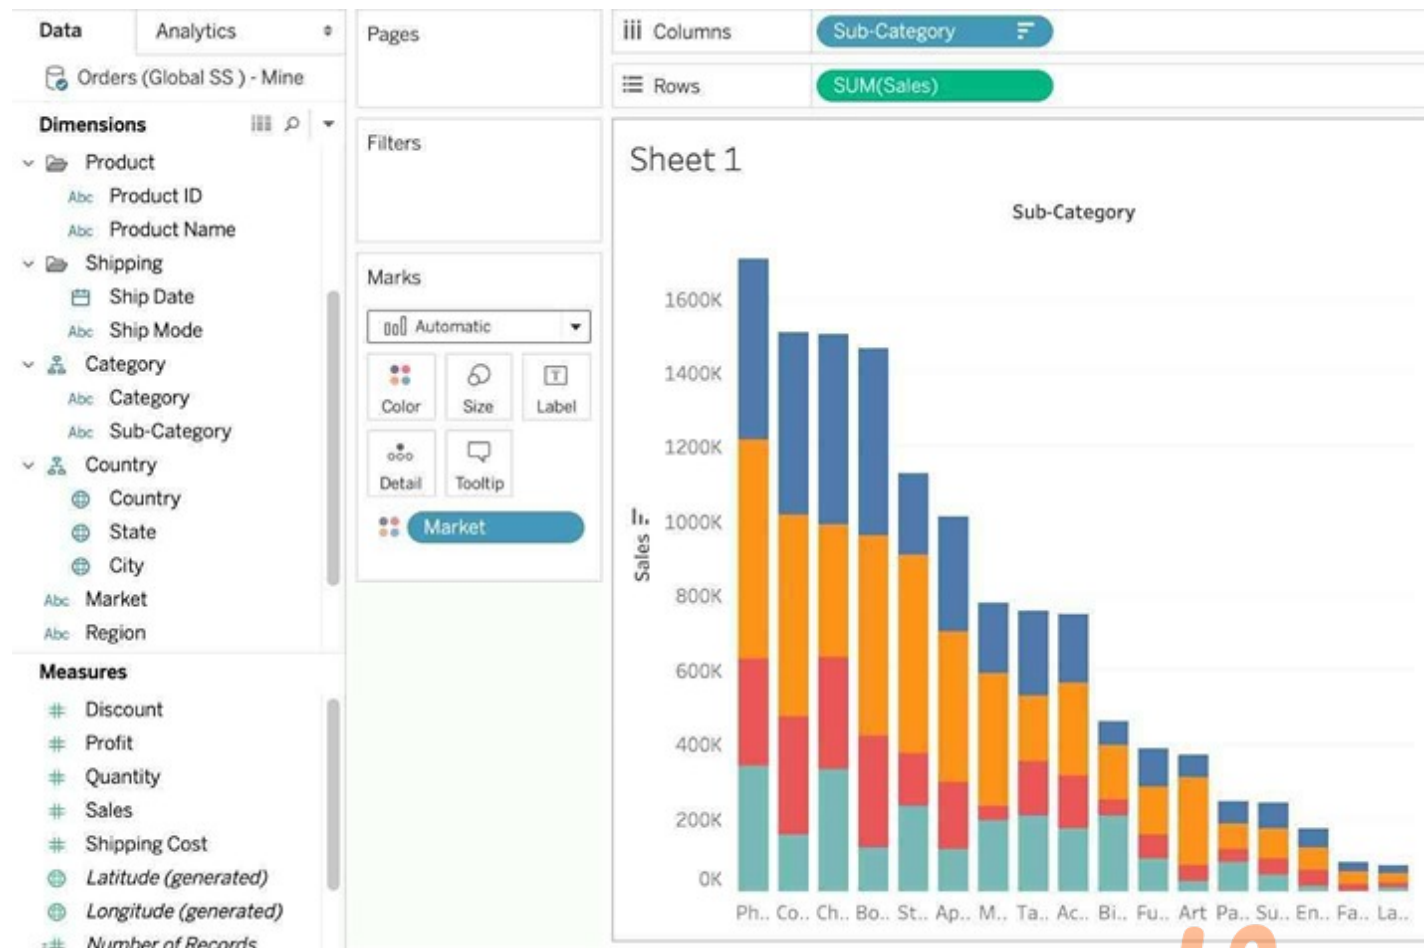 Data
Analytics
Orders (Global SS ) - Mine
Dimensions
Product
Abc Product ID
Abc Product Name
Shipping
Ship Date
Abc Ship Mode
Category
Abc Category
Abc Sub-Category
Country
Country
State
City
Abc Market
Abc Region
Measures
# Discount
# Profit
# Quantity
# Sales
# Shipping Cost
Latitude (generated)
Longitude (generated)
=# Number of Records
Pages
Filters
Marks
Automatic
Color Size Label
Detail Tooltip
Market
Columns Sub-Category
Rows SUM(Sales)
Sheet 1
Sub-Category
Sales
1600K
1400K
1200K
1000K
800K
600K
400K
200K
0K
Ph.. Co.. Ch.. Bo.. St.. Ap.. M.. Ta.. Ac.. Bi.. Fu.. Art Pa.. Su.. En.. Fa.. La..